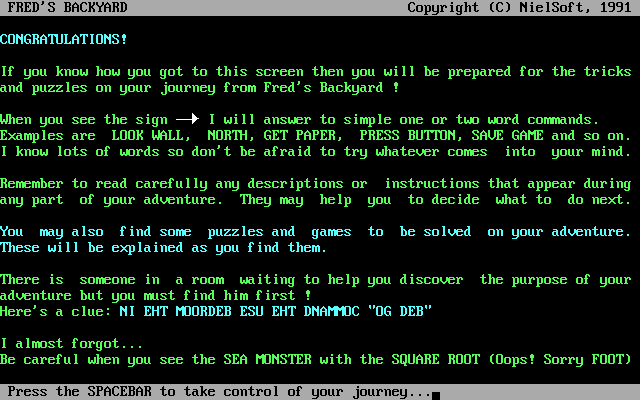 FRED'S BACKYARD Copyright (C) NielSoft, 1991
CONGRATULATIONS!
If you know how you got to this screen then you will be prepared for the tricks
and puzzles on your journey from Fred's Backyard !
When you see the sign → I will answer to simple one or two word commands.
Examples are LOOK WALL, NORTH, GET PAPER, PRESS BUTTON, SAVE GAME and so on.
I know lots of words so don't be afraid to try whatever comes into your mind.
Remember to read carefully any descriptions or instructions that appear during
any part of your adventure. They may help you to decide what to do next.
You may also find some puzzles and games to be solved on your adventure.
These will be explained as you find them.
There is someone in a room waiting to help you discover the purpose of your
adventure but you must find him first !
Here's a clue: NI EHT MOORDEB ESU EHT DNAMMOC "OG DEB"
I almost forgot...
Be careful when you see the SEA MONSTER with the SQUARE ROOT (Oops! Sorry FOOT)
Press the SPACEBAR to take control of your journey...